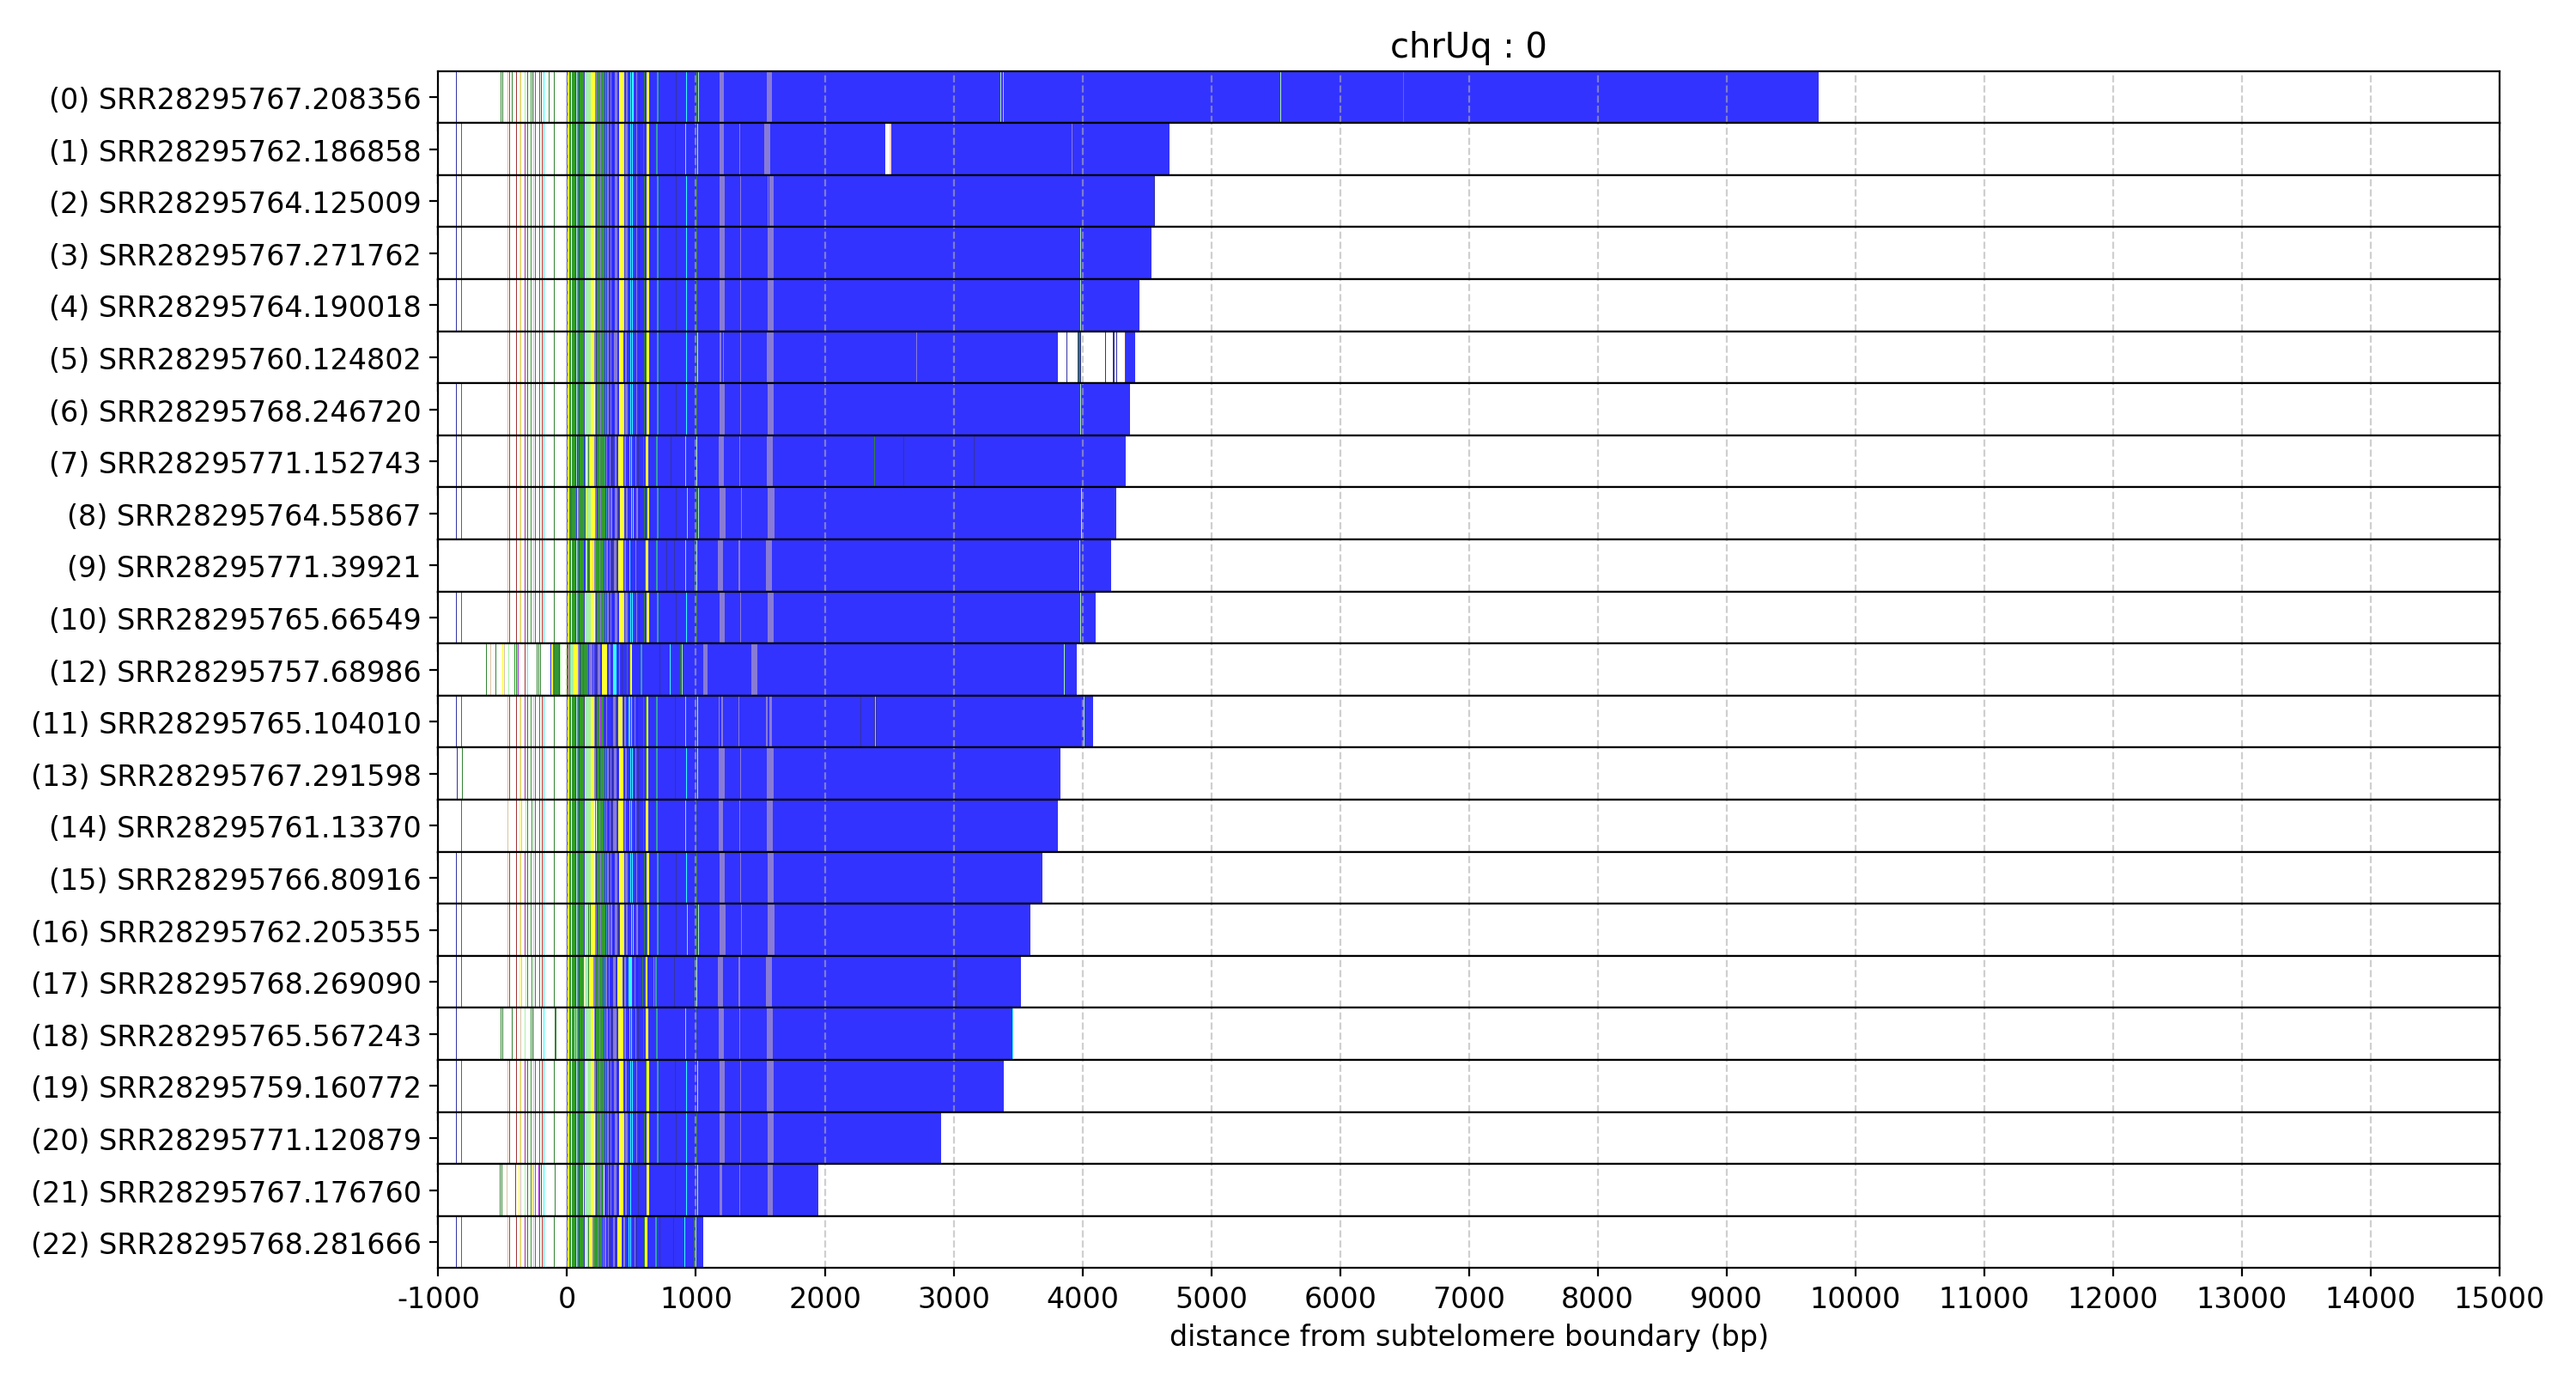 chrUq : 0
(0) SRR28295767.208356
(1) SRR28295762.186858
(2) SRR28295764.125009
(3) SRR28295767.271762
(4) SRR28295764.190018
(5) SRR28295760.124802
(6) SRR28295768.246720
(7) SRR28295771.152743
(8) SRR28295764.55867
(9) SRR28295771.39921
(10) SRR28295765.66549
(12) SRR28295757.68986
(11) SRR28295765.104010
(13) SRR28295767.291598
(14) SRR28295761.13370
(15) SRR28295766.80916
(16) SRR28295762.205355
(17) SRR28295768.269090
(18) SRR28295765.567243
(19) SRR28295759.160772
(20) SRR28295771.120879
(21) SRR28295767.176760
(22) SRR28295768.281666
-1000 0 1000 2000 3000 4000 5000 6000 7000 8000 9000 10000 11000 12000 13000 14000 15000
distance from subtelomere boundary (bp)